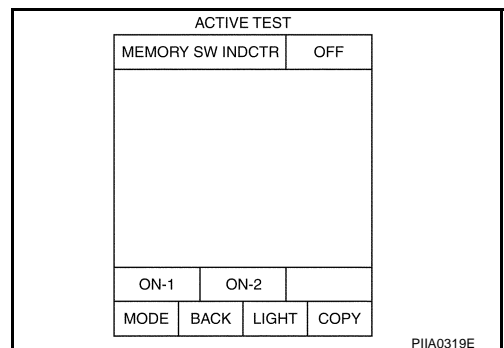 ACTIVE TEST
MEMORY SW INDCTR OFF
ON-1 ON-2
MODE BACK LIGHT COPY
PIIA0319E